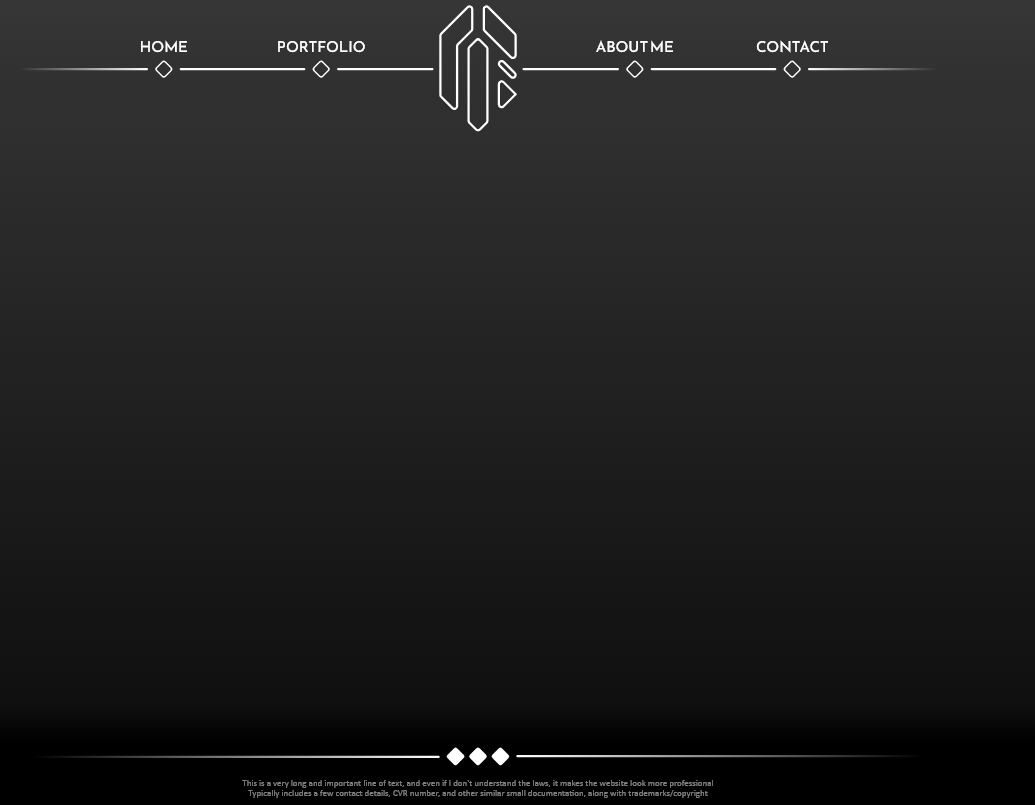 HOME
PORTFOLIO
ABOUT ME
CONTACT
This is a very long and important line of text, and even if I don't understand the laws, it makes the website look more professional
Typically includes a few contact details, CVR number, and other similar small documentation, along with trademarks/copyright